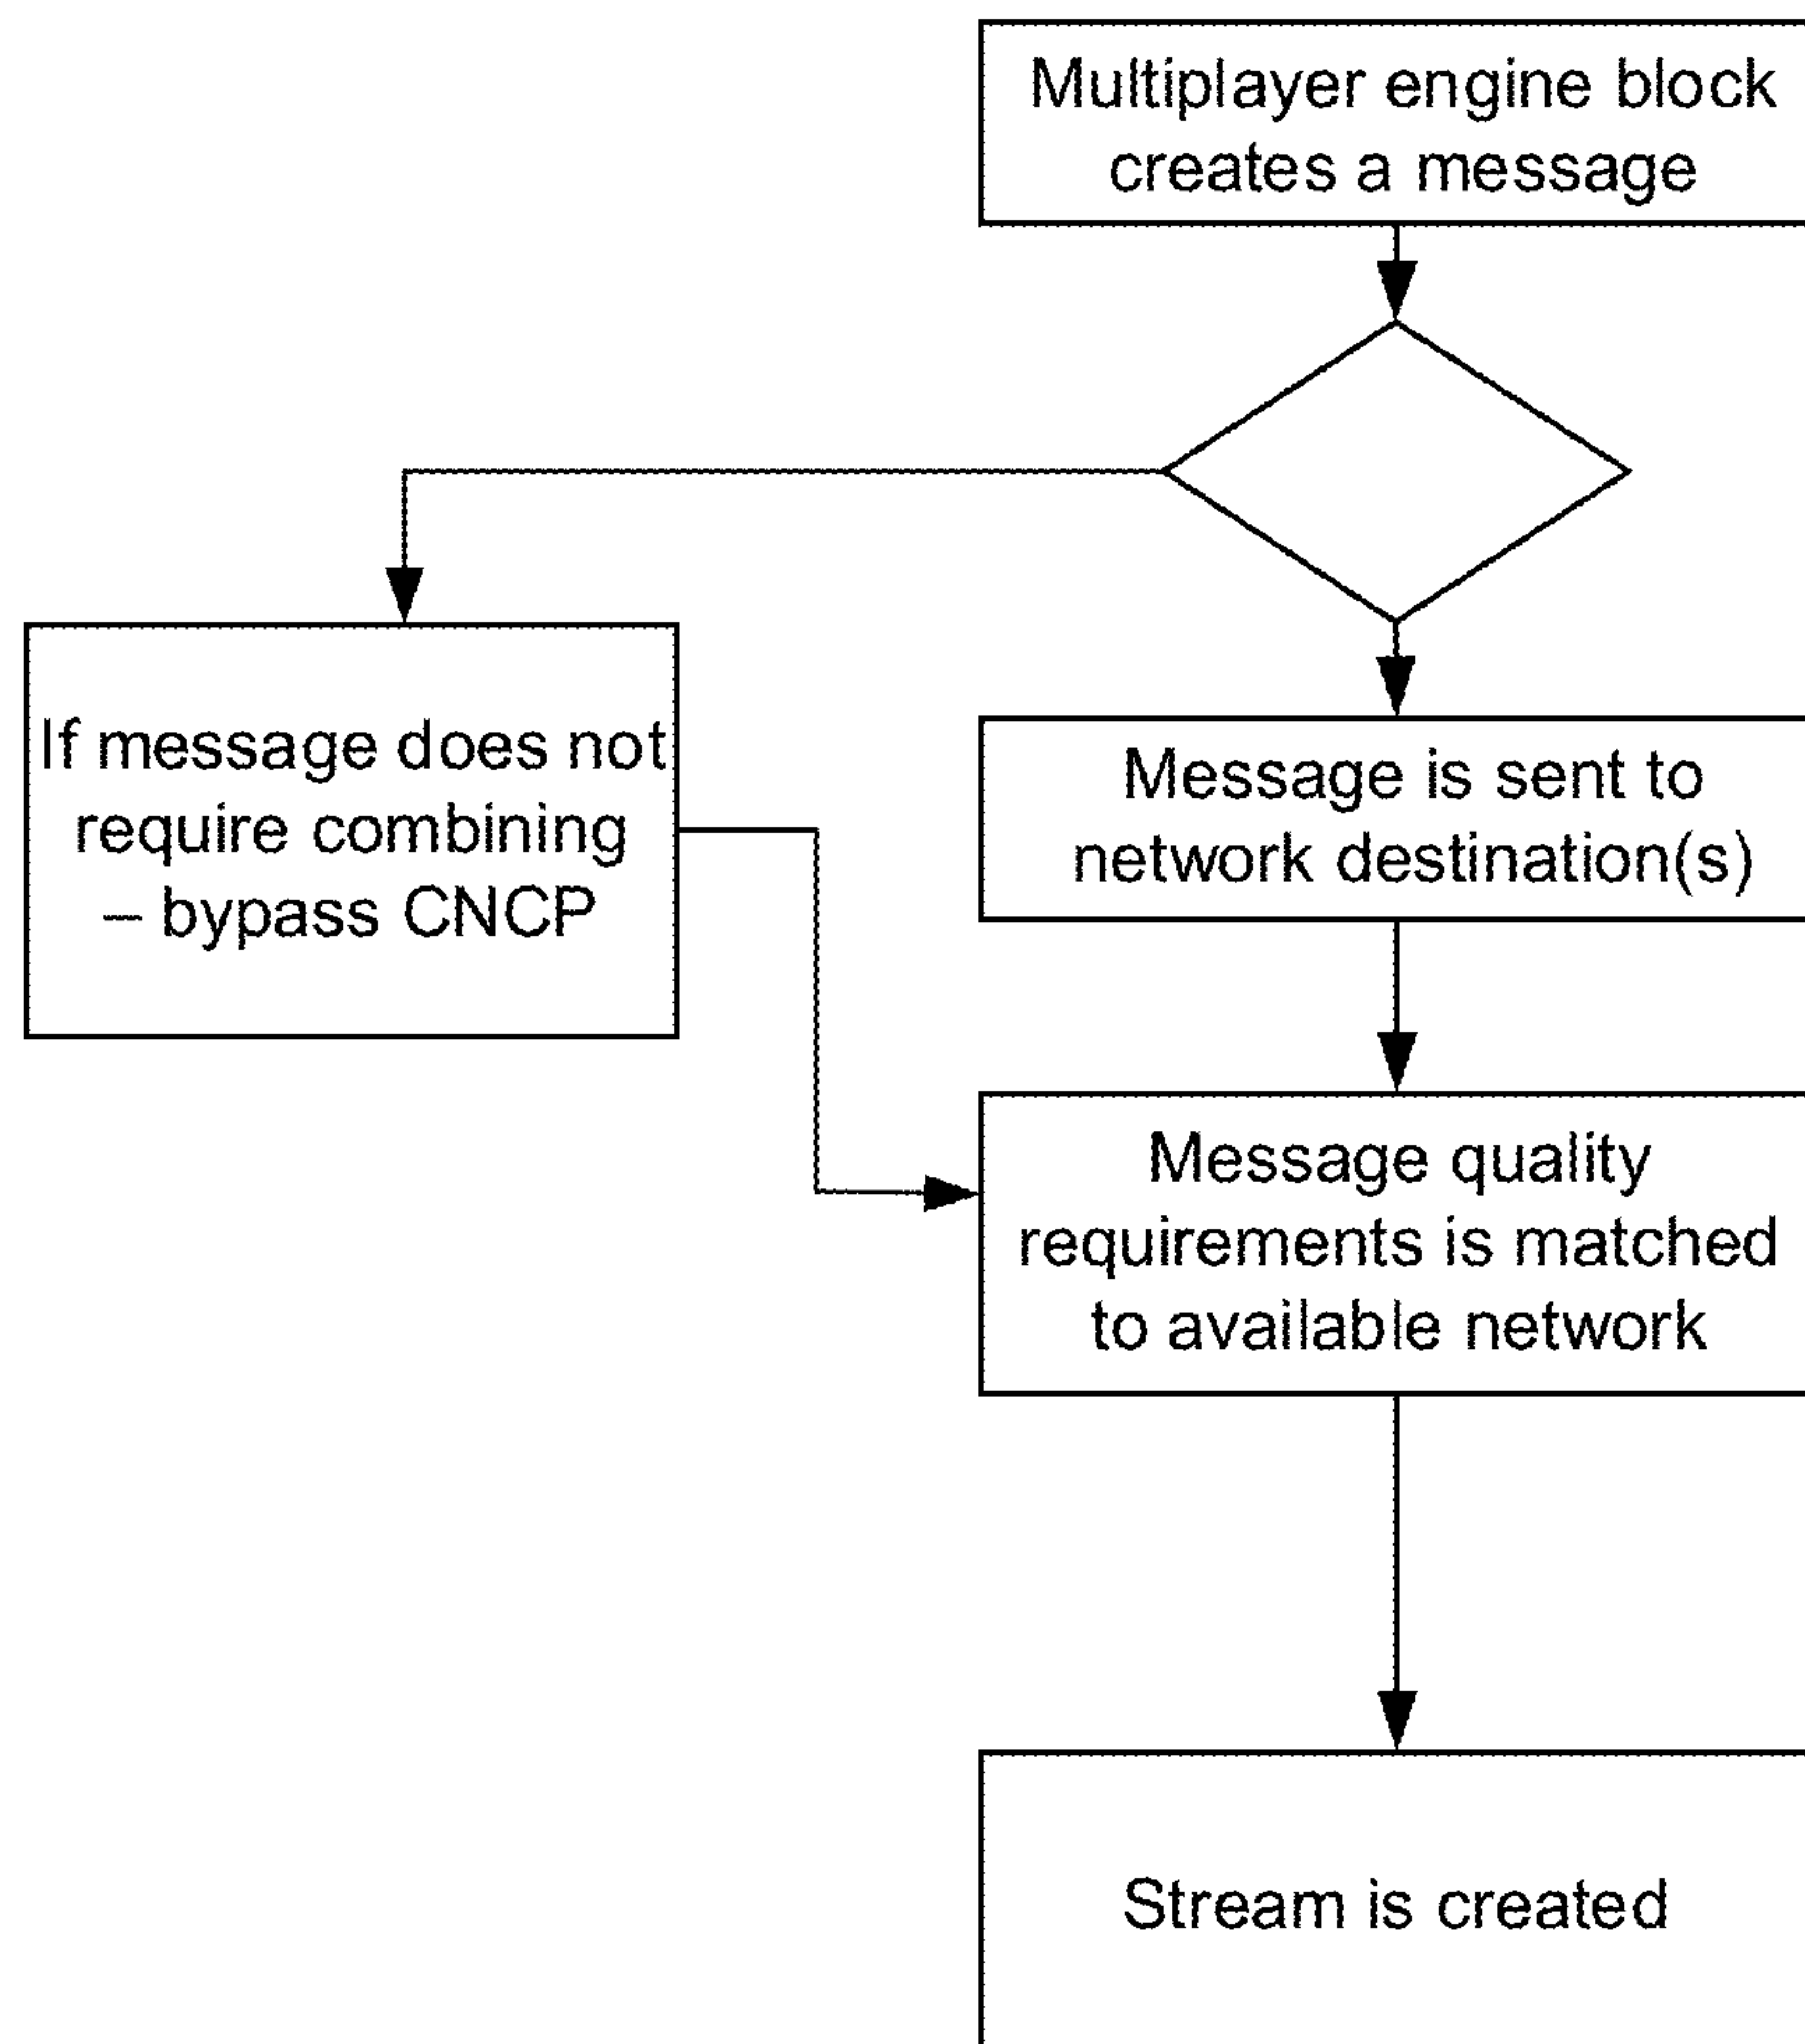 Multiplayer engine block
creates a message
If message does not
require combining
– bypass CNCP
Message is sent to
network destination(s)
Message quality
requirements is matched
to available network
Stream is created